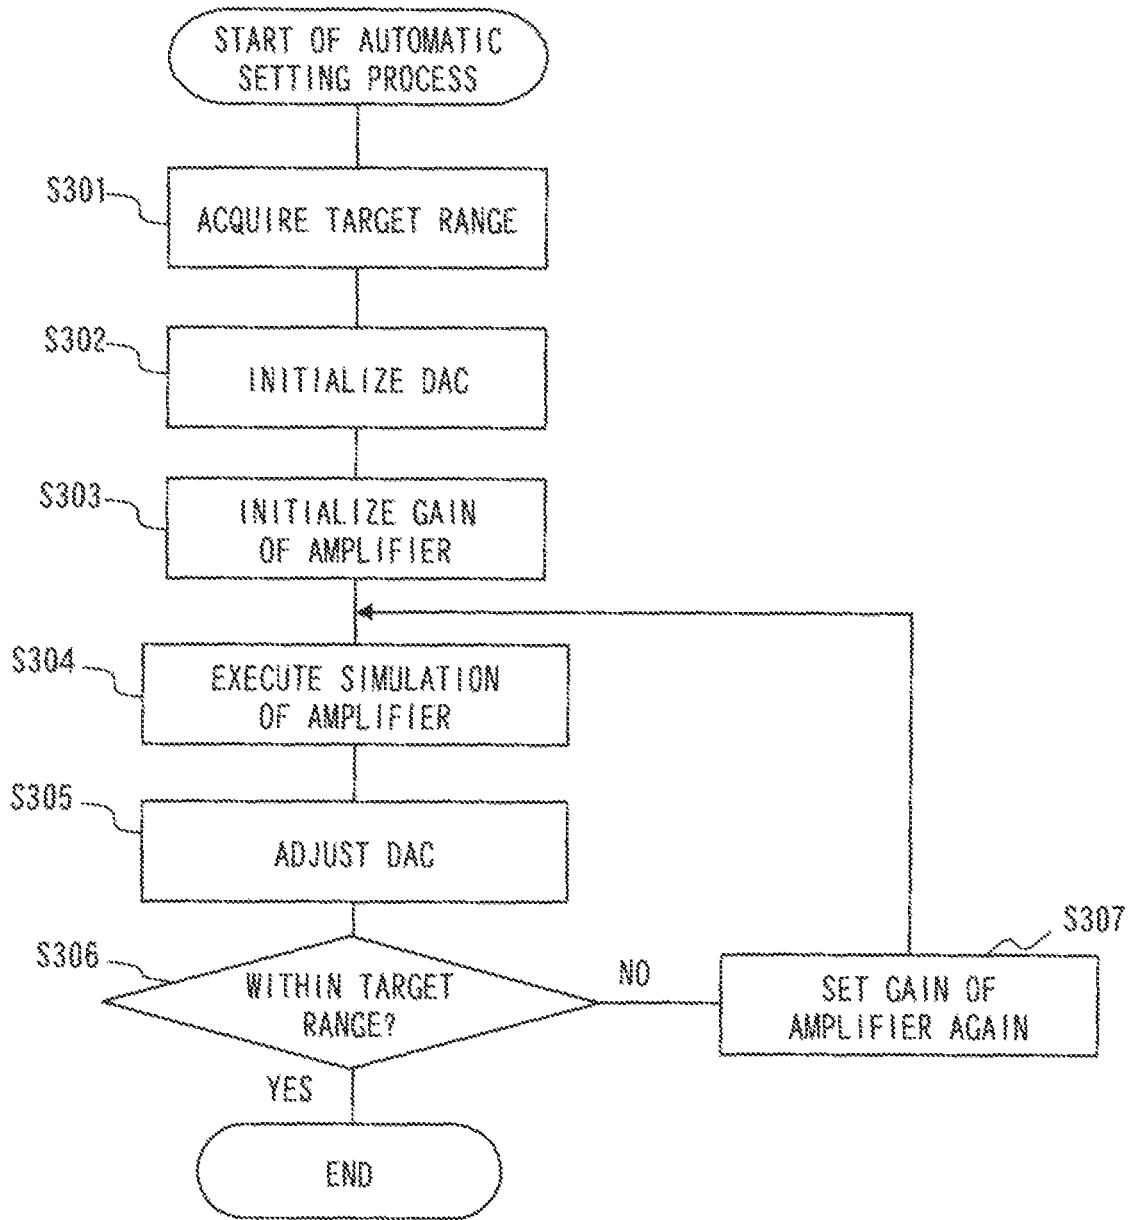 START OF AUTOMATIC
SETTING PROCESS
S301
ACQUIRE TARGET RANGE
S302
INITIALIZE DAC
S303
INITIALIZE GAIN
OF AMPLIFIER
S304
EXECUTE SIMULATION
OF AMPLIFIER
S305
ADJUST DAC
S306
WITHIN TARGET
RANGE?
NO
S307
SET GAIN OF
AMPLIFIER AGAIN
YES
END